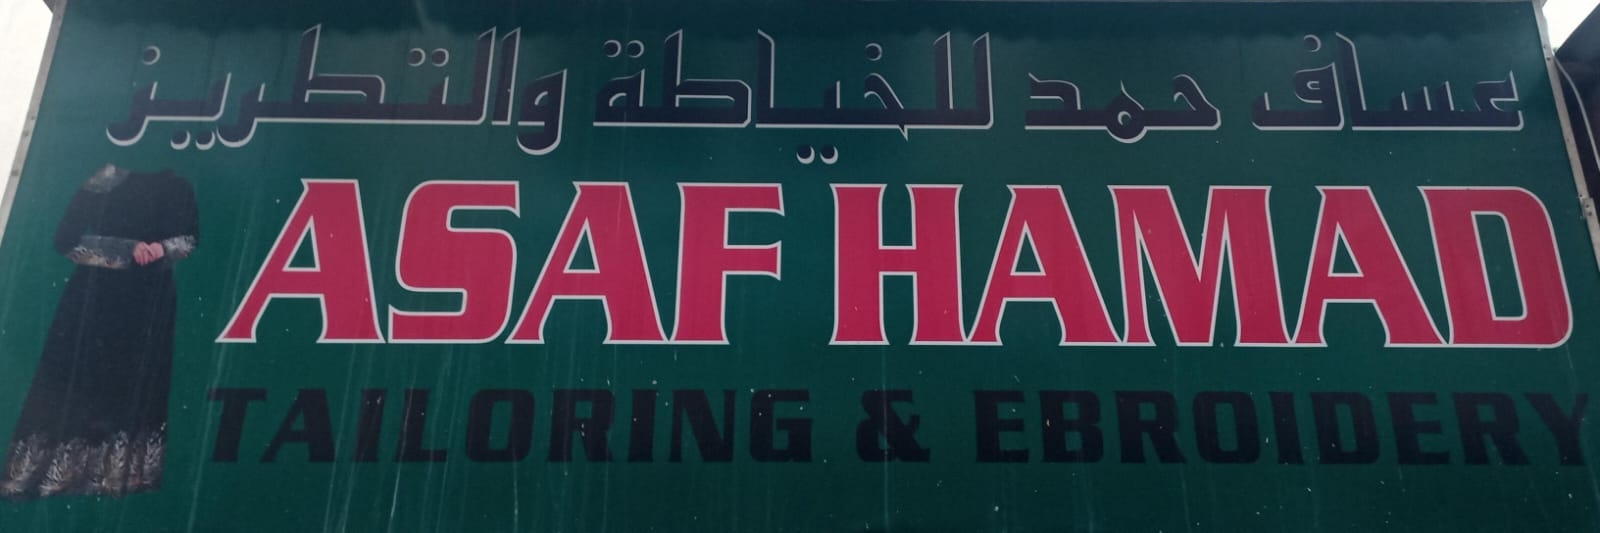 عساف حمد للخياطة والتطريز
ASAF HAMAD
TAILORING & EBROIDERY